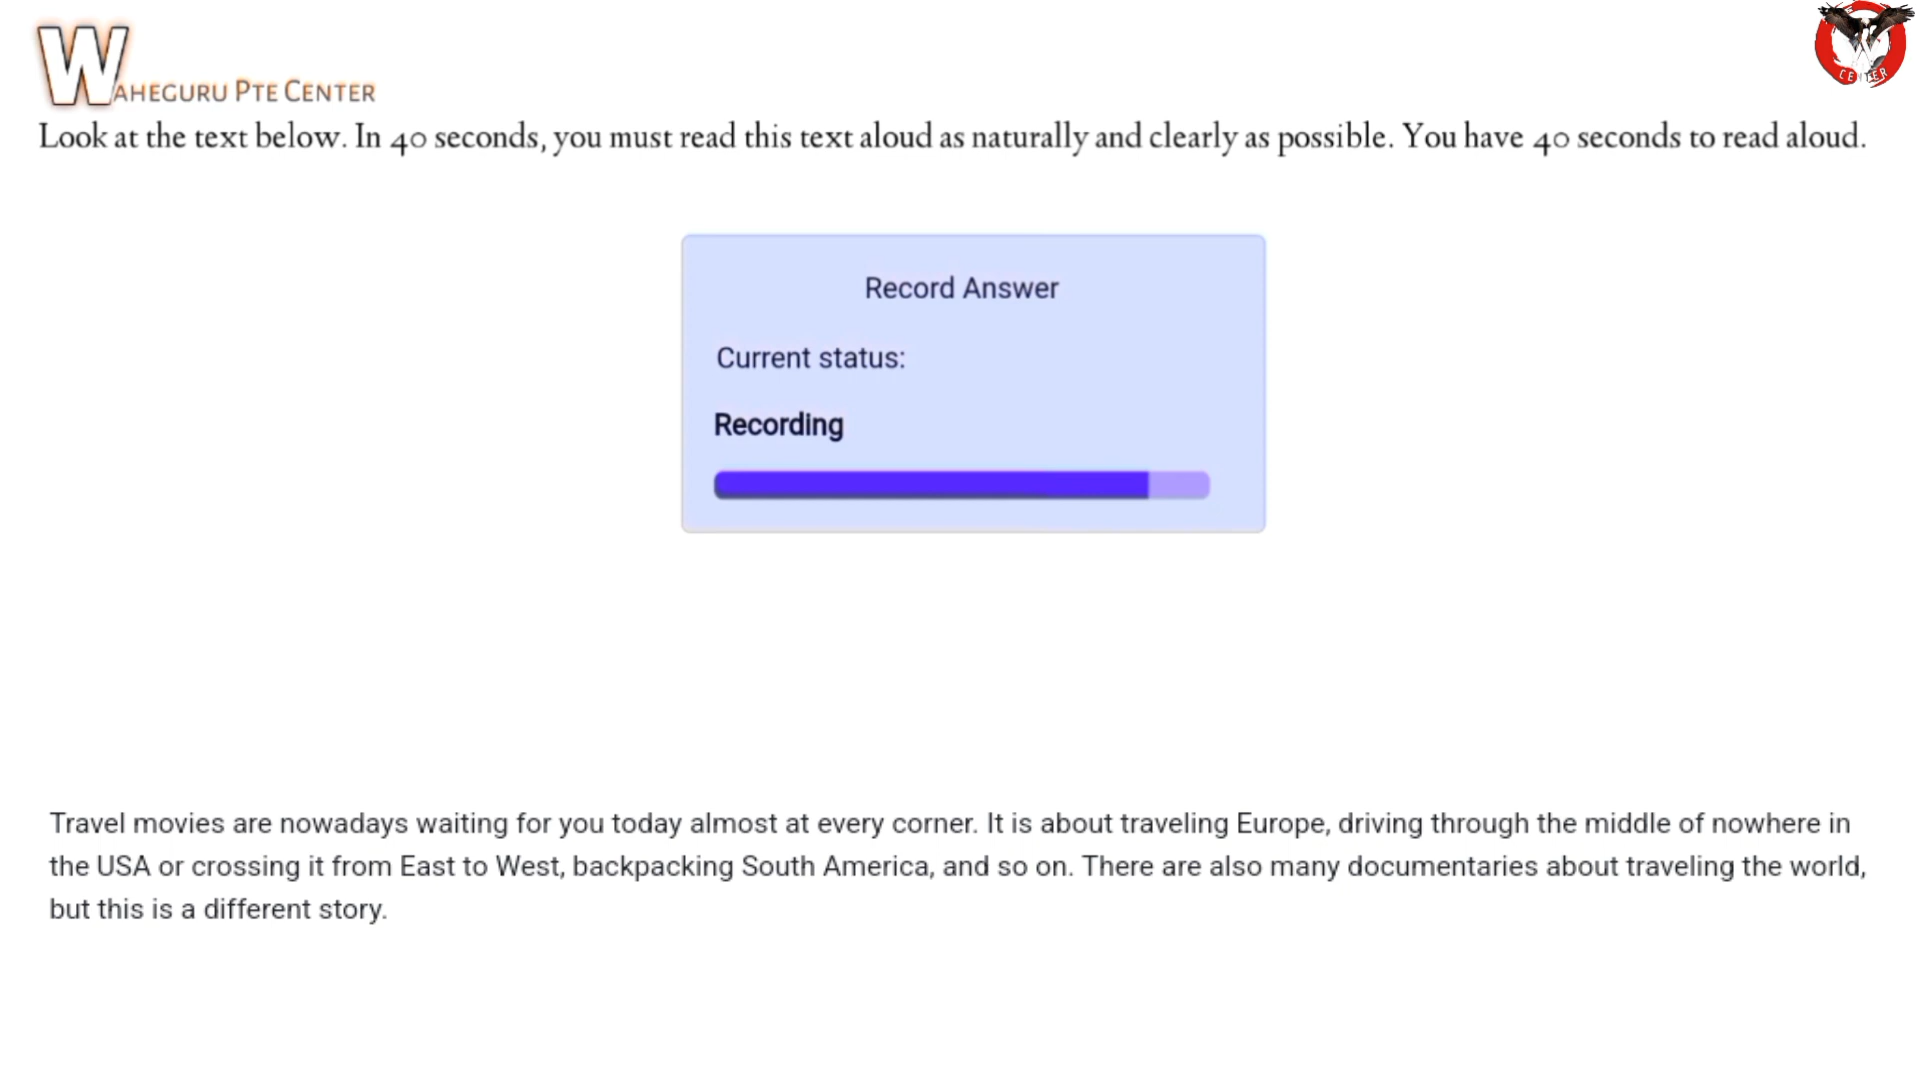 WAHEGURU PTE CENTER
CENTER
Look at the text below. In 40 seconds, you must read this text aloud as naturally and clearly as possible. You have 40 seconds to read aloud.
Record Answer
Current status:
Recording
Travel movies are nowadays waiting for you today almost at every corner. It is about traveling Europe, driving through the middle of nowhere in
the USA or crossing it from East to West, backpacking South America, and so on. There are also many documentaries about traveling the world,
but this is a different story.